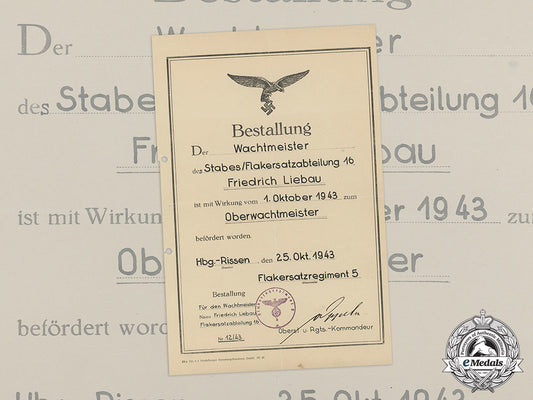 Bestallung
Der Wachtmeister
des Stabes/Flakersatzabteilung 16
Friedrich Liebau
ist mit Wirkung vom 1. Oktober 1943 zum
Oberwachtmeister
befördert worden.
Hbg.-Rissen, den 25. Okt. 1943
Flakersatzregiment 5
Bestallung
Für den Wachtmeister
Friedrich Liebau
Flakersatzabteilung 16
Nr 12/43
Oberst u. Rgts.-Kommandeur
eMedals